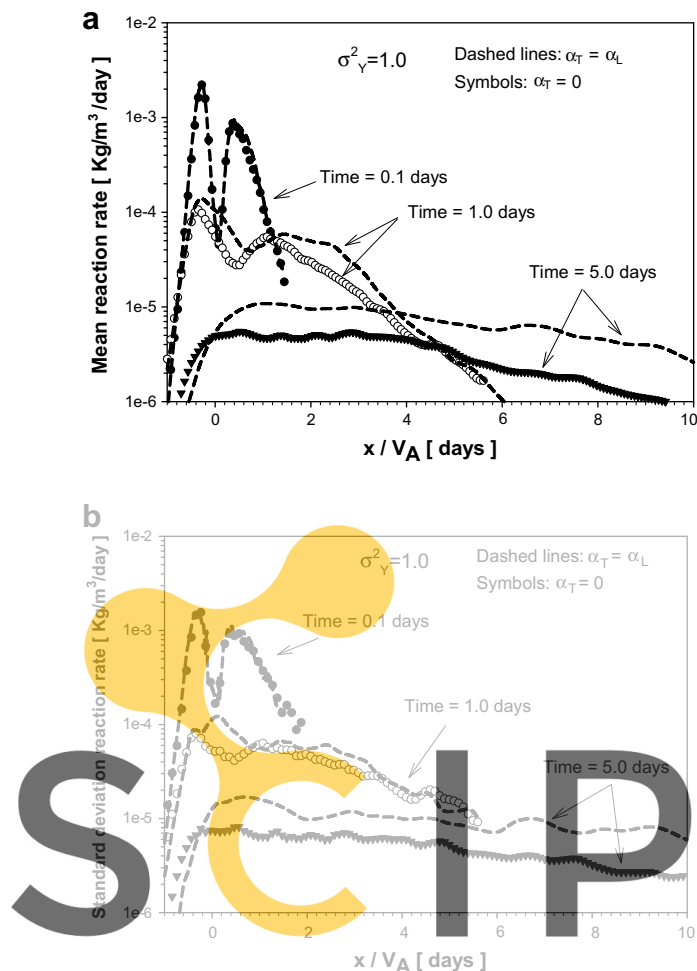 a
1e-2
1e-3
1e-4
1e-5
1e-6
Mean reaction rate [ Kg/m³/day]
σ²Y=1.0
Dashed lines: αT = αL
Symbols: αT = 0
Time = 0.1 days
Time = 1.0 days
Time = 5.0 days
0 2 4 6 8 10
x / VA [ days ]
b
1e-2
1e-3
1e-4
1e-5
1e-6
Standard deviation reaction rate [ Kg/m³/day]
σ²Y=1.0
Dashed lines: αT = αL
Symbols: αT = 0
Time = 0.1 days
Time = 1.0 days
Time = 5.0 days
0 2 4 6 8 10
x / VA [ days ]
SCIP